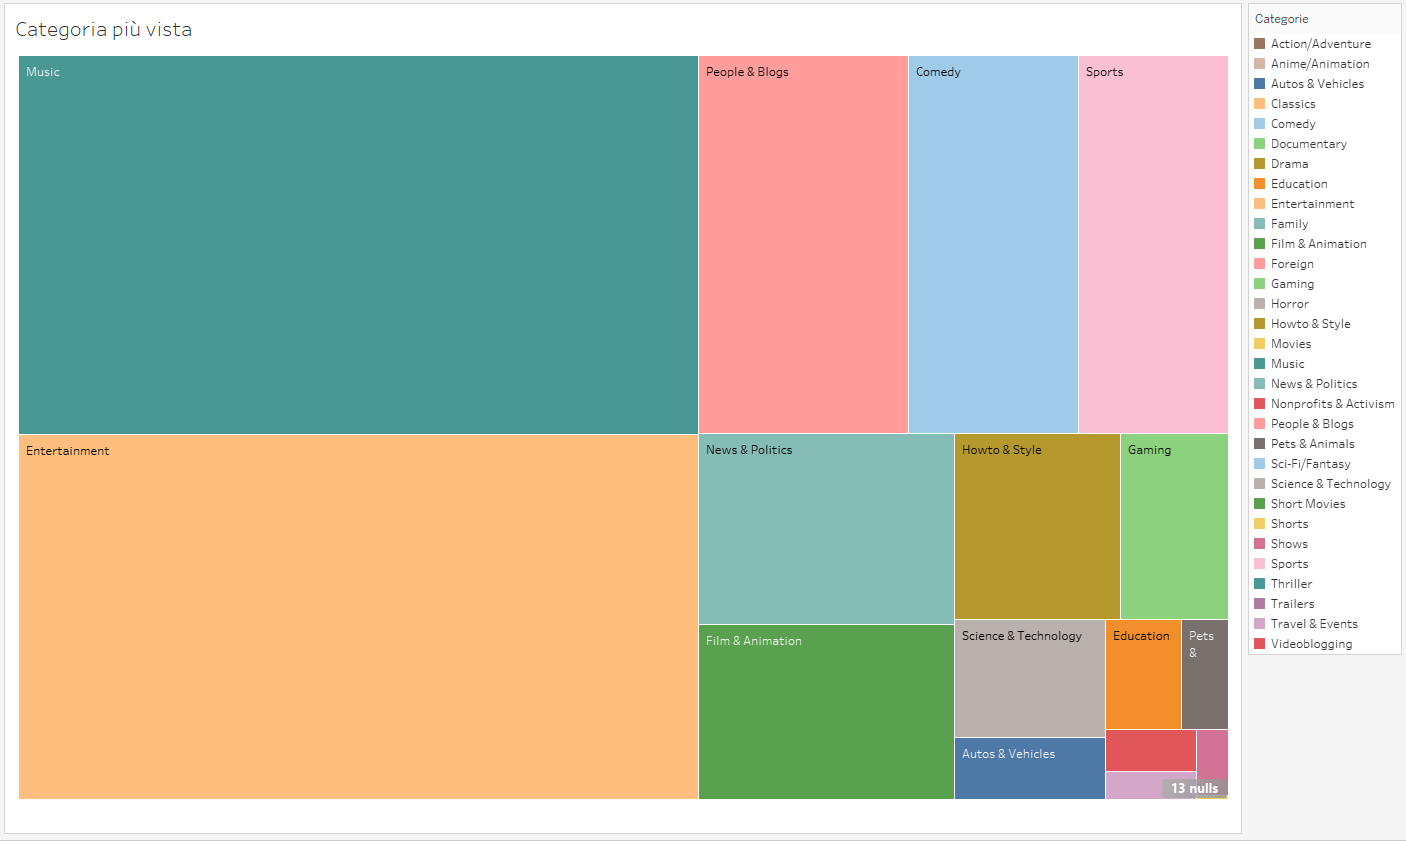 Categoria più vista
Music
People & Blogs
Comedy
Sports
Entertainment
News & Politics
Howto & Style
Gaming
Film & Animation
Science & Technology
Education
Pets
&
Autos & Vehicles
13 nulls
Categorie
Action/Adventure
Anime/Animation
Autos & Vehicles
Classics
Comedy
Documentary
Drama
Education
Entertainment
Family
Film & Animation
Foreign
Gaming
Horror
Howto & Style
Movies
Music
News & Politics
Nonprofits & Activism
People & Blogs
Pets & Animals
Sci-Fi/Fantasy
Science & Technology
Short Movies
Shorts
Shows
Sports
Thriller
Trailers
Travel & Events
Videoblogging